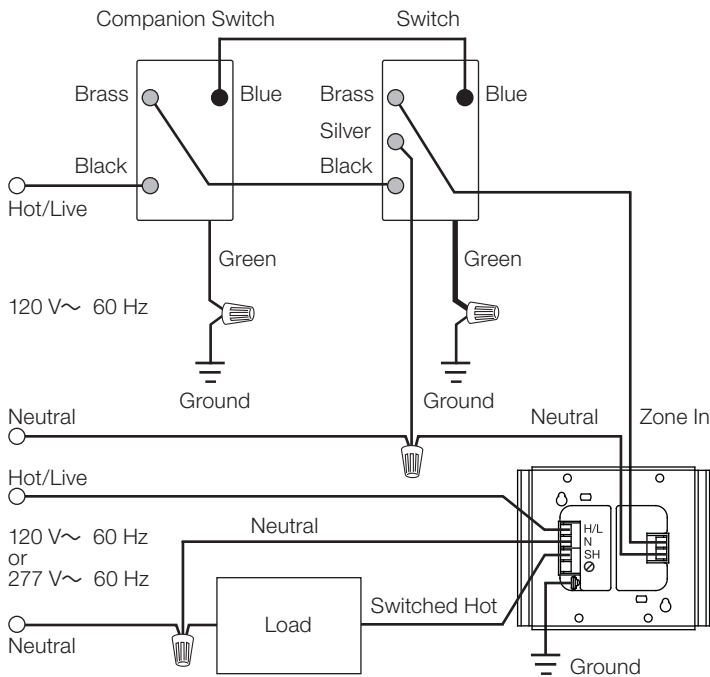 Companion Switch
Switch
Brass
Blue
Brass
Blue
Silver
Black
Black
Hot/Live
Green
Green
120 V～ 60 Hz
Ground
Ground
Neutral
Neutral
Zone In
Hot/Live
Neutral
H/L
N
SH
120 V～ 60 Hz
or
277 V～ 60 Hz
Load
Switched Hot
Neutral
Ground